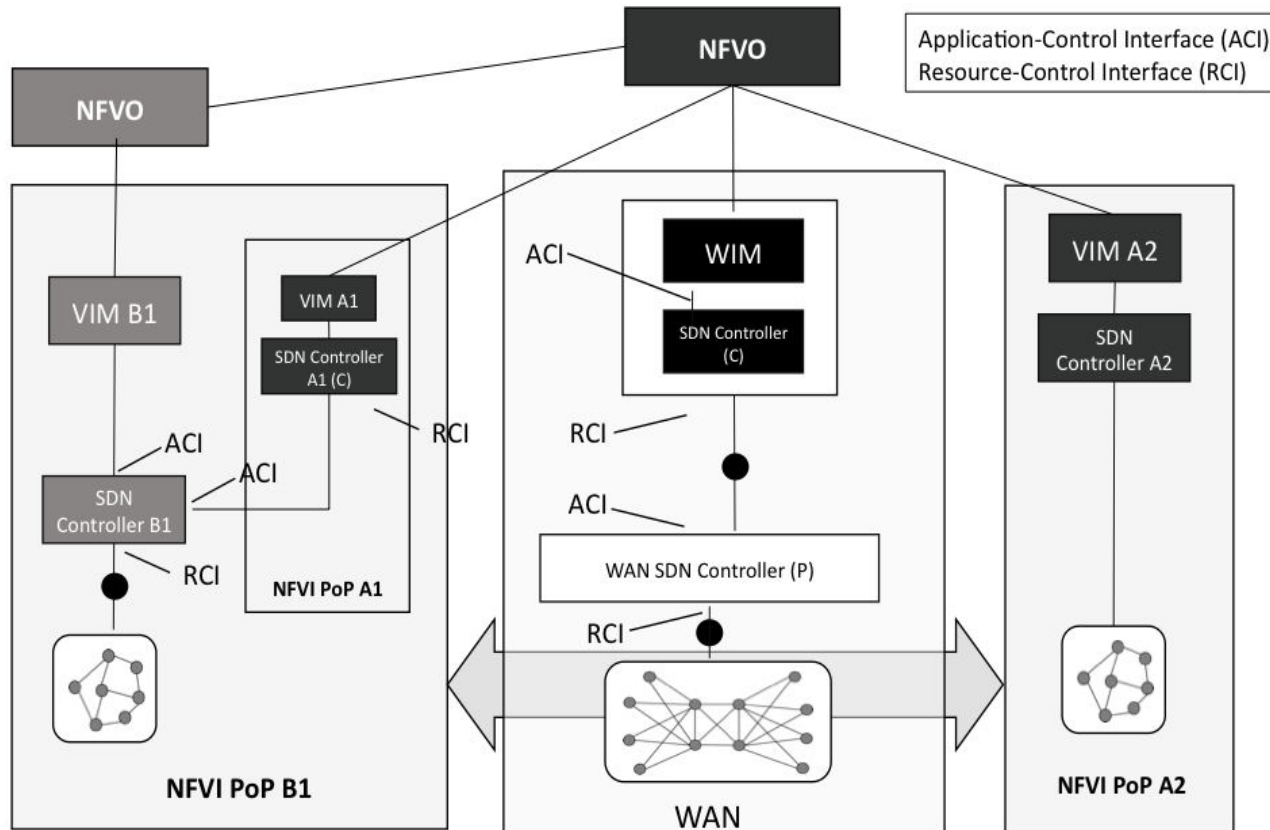 NFVO
Application-Control Interface (ACI)
Resource-Control Interface (RCI)
NFVO
VIM B1
ACI
SDN
Controller B1
RCI
NFVI PoP B1
VIM A1
SDN Controller
A1 (C)
RCI
ACI
NFVI PoP A1
ACI
WIM
SDN Controller
(C)
RCI
ACI
WAN SDN Controller (P)
RCI
WAN
VIM A2
SDN
Controller A2
NFVI PoP A2